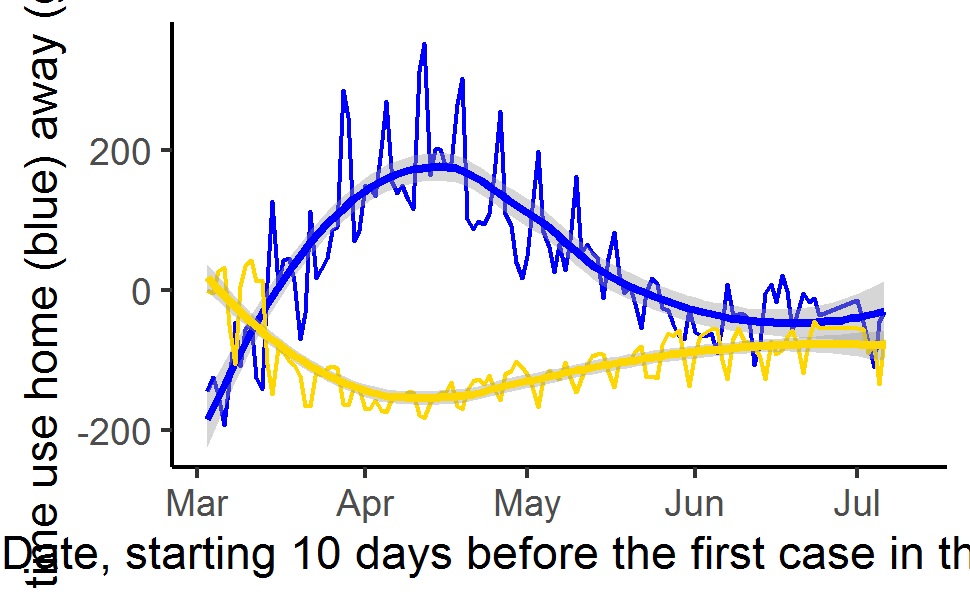 time use home (blue) away (
200
0
-200
Mar Apr May Jun Jul
Date, starting 10 days before the first case in th